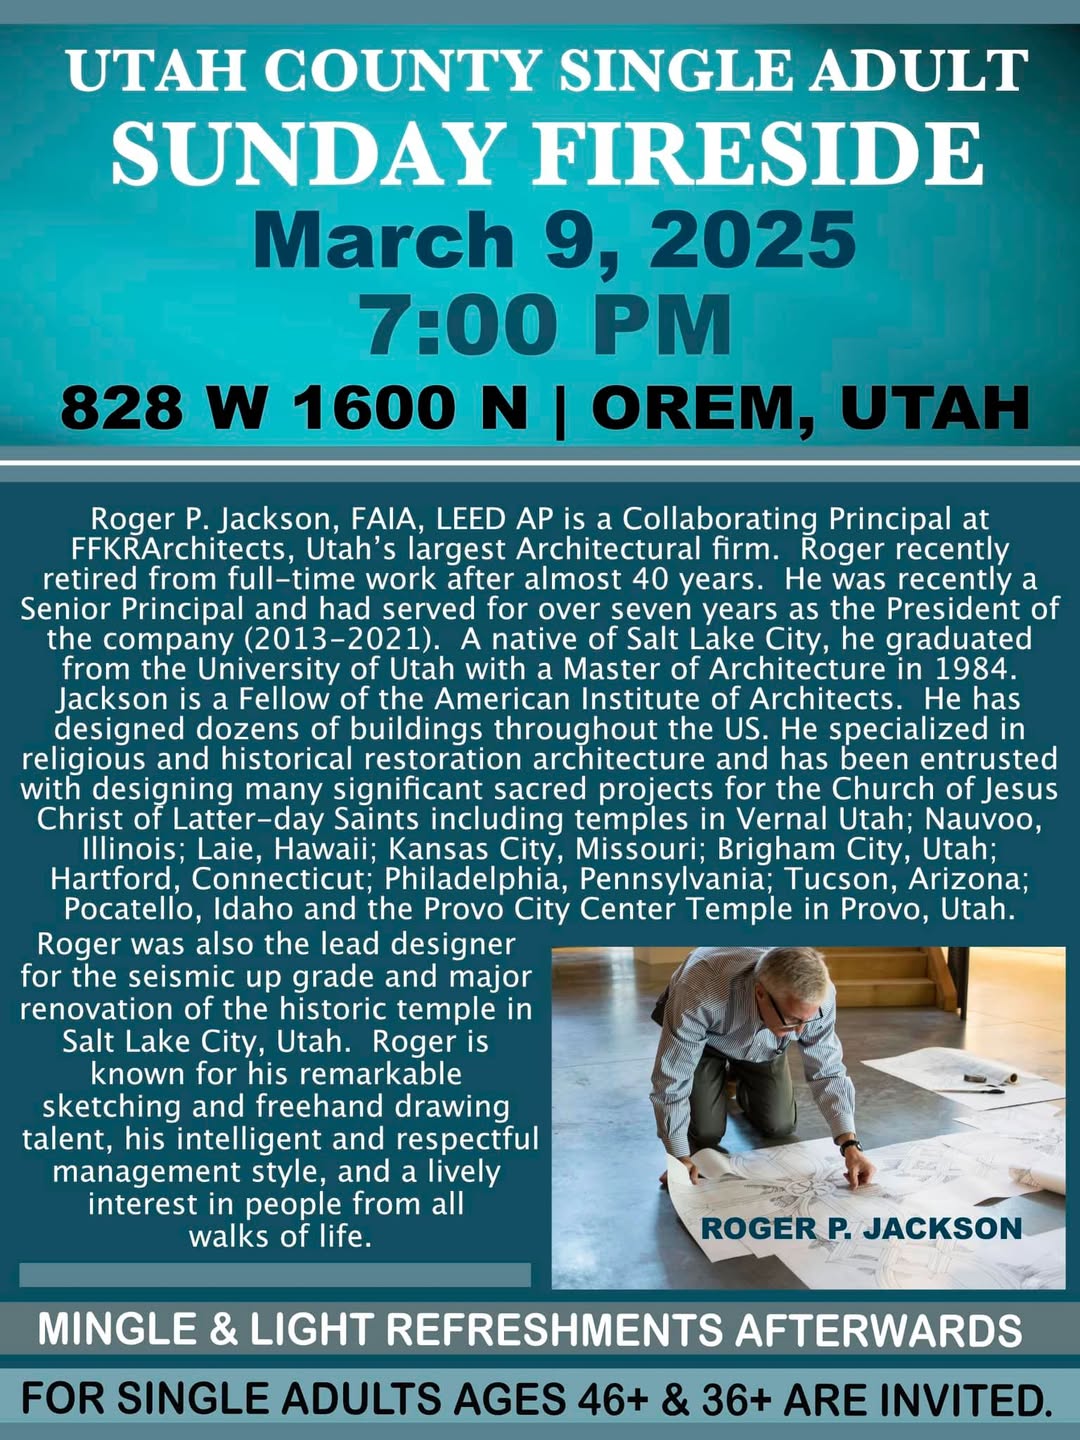 UTAH COUNTY SINGLE ADULT
SUNDAY FIRESIDE
March 9, 2025
7:00 PM
828 W 1600 N | OREM, UTAH
Roger P. Jackson, FAIA, LEED AP is a Collaborating Principal at
FFKRArchitects, Utah's largest Architectural firm.  Roger recently
retired from full-time work after almost 40 years.  He was recently a
Senior Principal and had served for over seven years as the President of
the company (2013-2021).  A native of Salt Lake City, he graduated
from the University of Utah with a Master of Architecture in 1984.
Jackson is a Fellow of the American Institute of Architects.  He has
designed dozens of buildings throughout the US. He specialized in
religious and historical restoration architecture and has been entrusted
with designing many significant sacred projects for the Church of Jesus
Christ of Latter-day Saints including temples in Vernal Utah; Nauvoo,
Illinois; Laie, Hawaii; Kansas City, Missouri; Brigham City, Utah;
Hartford, Connecticut; Philadelphia, Pennsylvania; Tucson, Arizona;
Pocatello, Idaho and the Provo City Center Temple in Provo, Utah.
Roger was also the lead designer
for the seismic up grade and major
renovation of the historic temple in
Salt Lake City, Utah.  Roger is
known for his remarkable
sketching and freehand drawing
talent, his intelligent and respectful
management style, and a lively
interest in people from all
walks of life.
ROGER P. JACKSON
MINGLE & LIGHT REFRESHMENTS AFTERWARDS
FOR SINGLE ADULTS AGES 46+ & 36+ ARE INVITED.